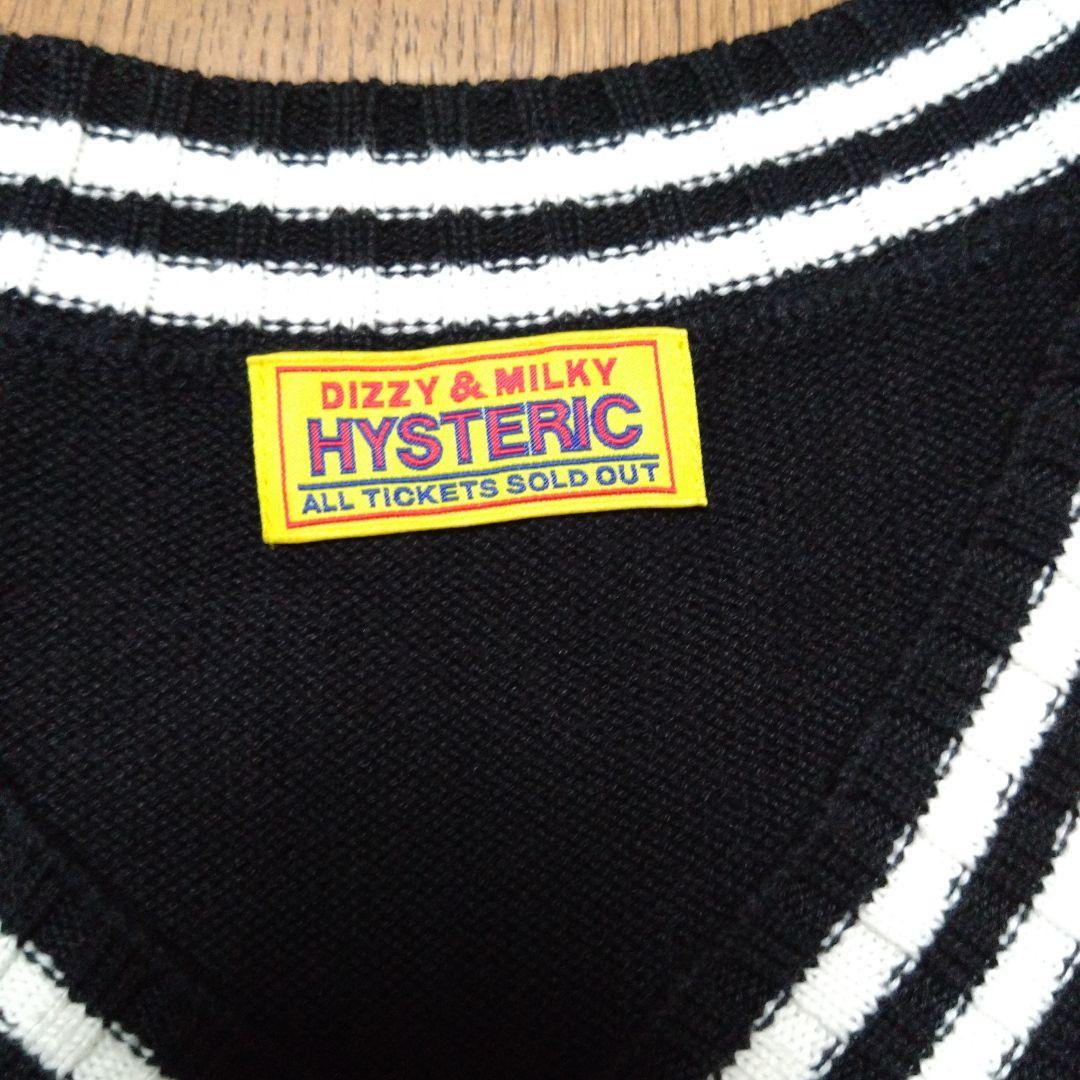 DIZZY & MILKY
HYSTERIC
ALL TICKETS SOLD OUT